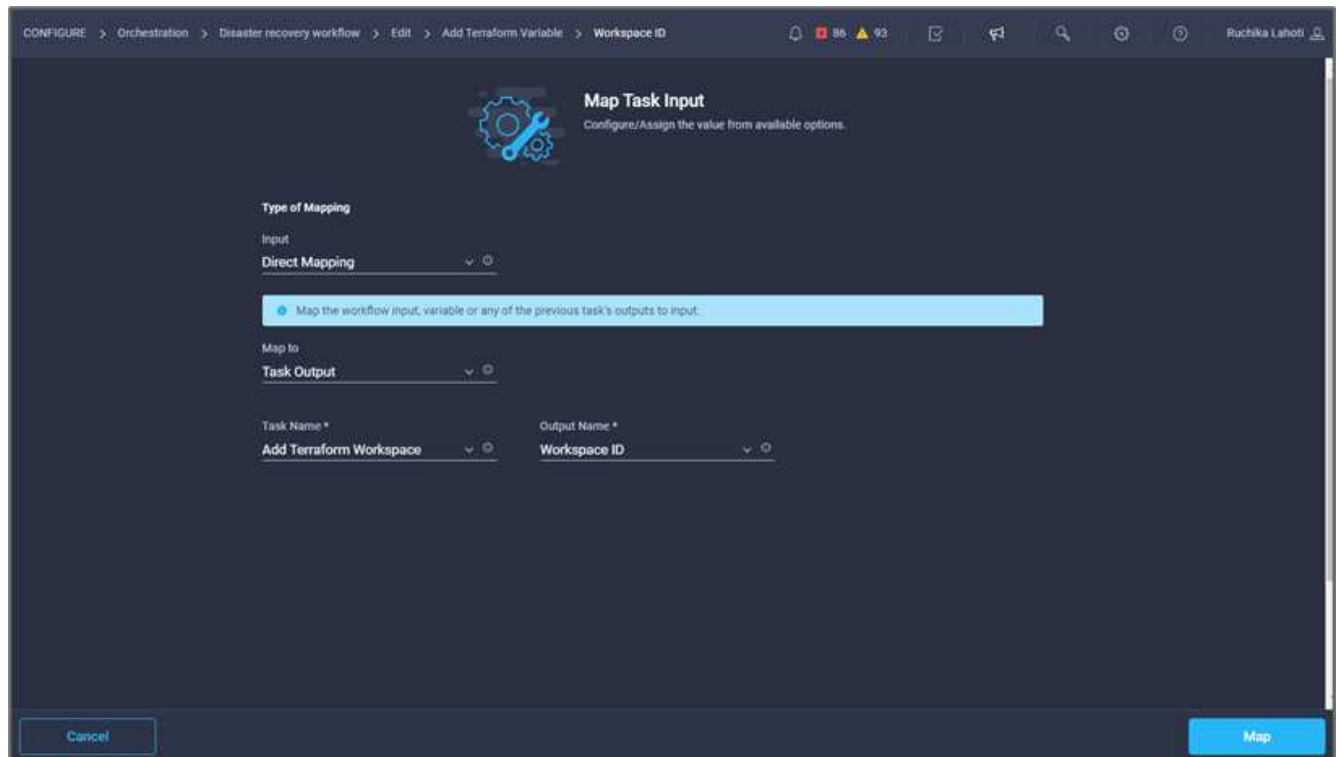 CONFIGURE > Orchestration > Disaster recovery workflow > Edit > Add Terraform Variable > Workspace ID 86 93 Ruchika Lahoti
Map Task Input
Configure/Assign the value from available options.
Type of Mapping
Input
Direct Mapping
Map the workflow input, variable or any of the previous task's outputs to input.
Map to
Task Output
Task Name * Output Name *
Add Terraform Workspace Workspace ID
Cancel Map